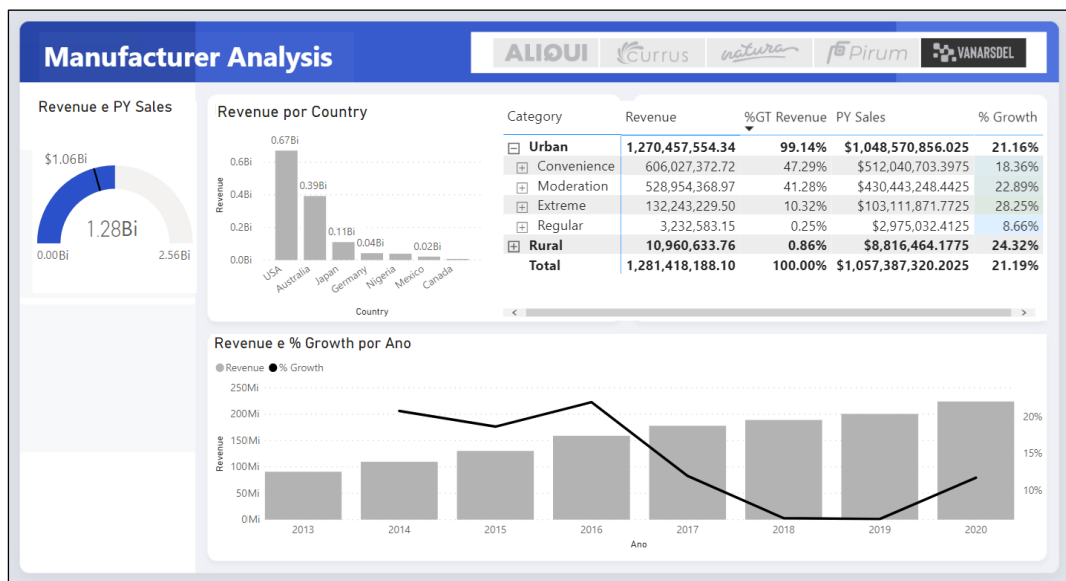 Manufacturer Analysis
ALIQUI
Currus
natura
Pirum
VANARSDEL
Revenue e PY Sales
$1.06Bi
1.28Bi
0.00Bi
2.56Bi
Revenue por Country
Revenue
0.6Bi
0.4Bi
0.2Bi
0.0Bi
0.67Bi
0.39Bi
0.11Bi
0.04Bi
0.02Bi
USA
Australia
Japan
Germany
Nigeria
Mexico
Canada
Country
Category Revenue %GT Revenue PY Sales % Growth
Urban 1,270,457,554.34 99.14% $1,048,570,856.025 21.16%
Convenience 606,027,372.72 47.29% $512,040,703.3975 18.36%
Moderation 528,954,368.97 41.28% $430,443,248.4425 22.89%
Extreme 132,243,229.50 10.32% $103,111,871.7725 28.25%
Regular 3,232,583.15 0.25% $2,975,032.4125 8.66%
Rural 10,960,633.76 0.86% $8,816,464.1775 24.32%
Total 1,281,418,188.10 100.00% $1,057,387,320.2025 21.19%
Revenue e % Growth por Ano
Revenue % Growth
Revenue
250Mi
200Mi
150Mi
100Mi
50Mi
0Mi
20%
15%
10%
2013 2014 2015 2016 2017 2018 2019 2020
Ano